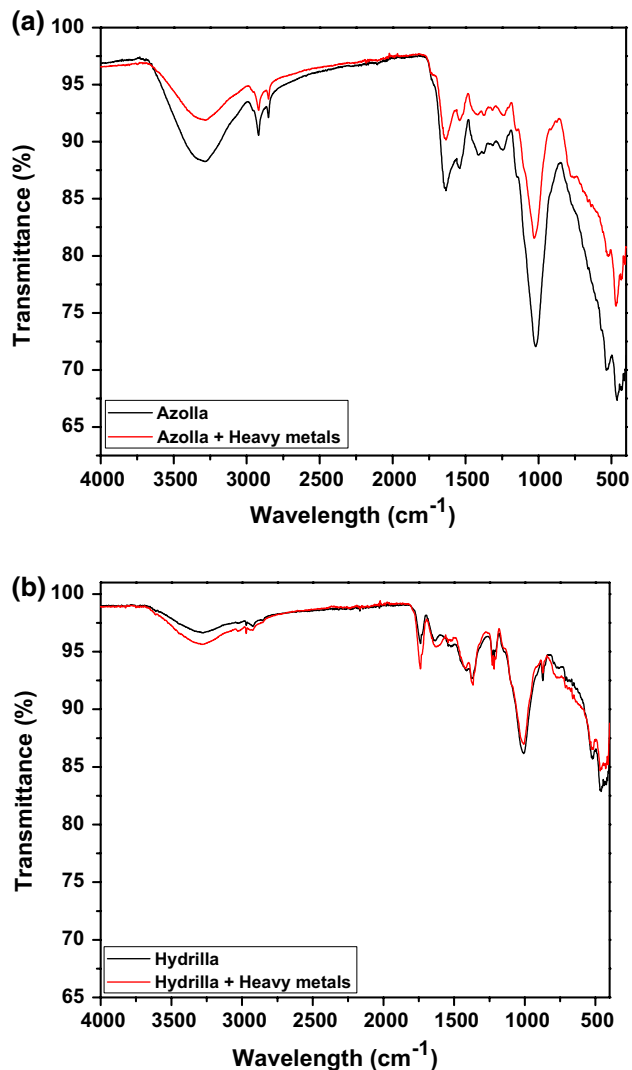 (a)
100
95
90
85
80
75
70
65
Transmittance (%)
Azolla
Azolla + Heavy metals
4000 3500 3000 2500 2000 1500 1000 500
Wavelength (cm-1)
(b)
100
95
90
85
80
75
70
65
Transmittance (%)
Hydrilla
Hydrilla + Heavy metals
4000 3500 3000 2500 2000 1500 1000 500
Wavelength (cm-1)